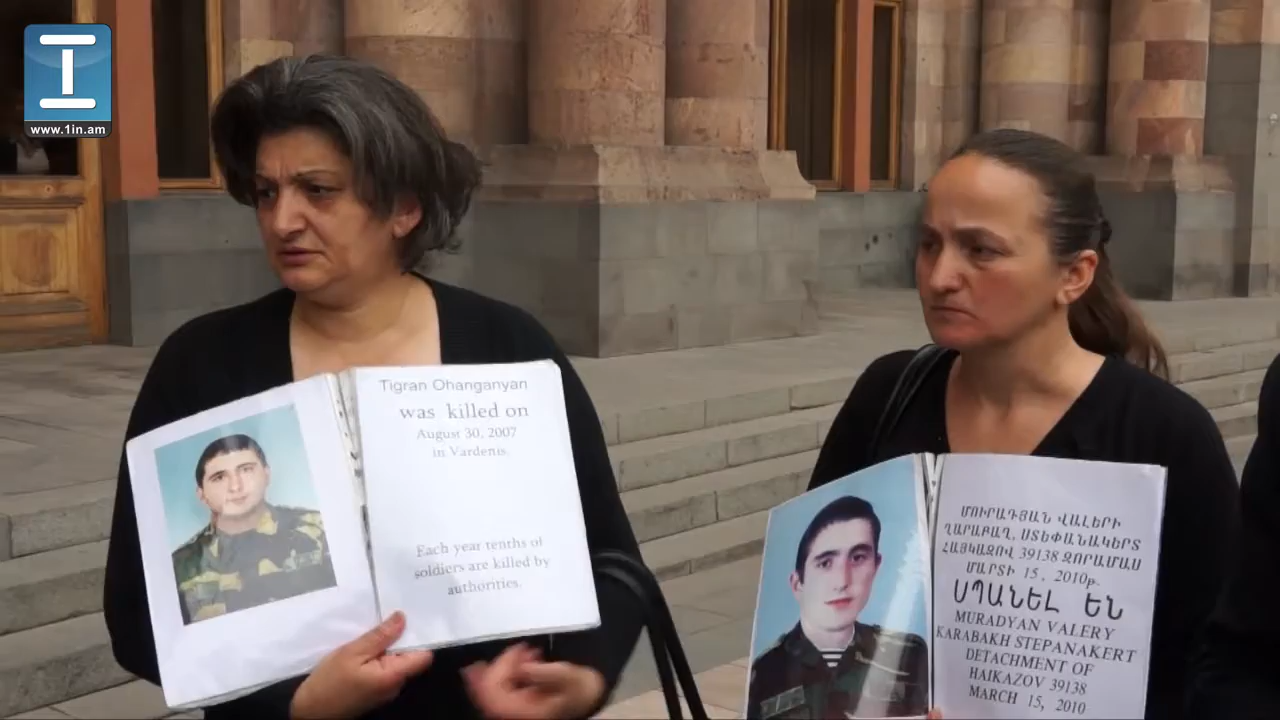 www.1in.am
Tigran Ohanganyan
was killed on
August 30, 2007
in Vardenis.
Each year tenths of
soldiers are killed by
authorities.
ՄՈՒՐԱԴՅԱՆ ՎԱԼԵՐԻ
ՂԱՐԱԲԱՂ, ՍՏԵՓԱՆԱԿԵՐՏ
ՀԱՅԿԱԶՈՎ 39138 ԶՈՐԱՄԱՍ
ՄԱՐՏԻ 15, 2010թ.
ՍՊԱՆԵԼ ԵՆ
MURADYAN VALERY
KARABAKH STEPANAKERT
DETACHMENT OF
HAIKAZOV 39138
MARCH 15, 2010